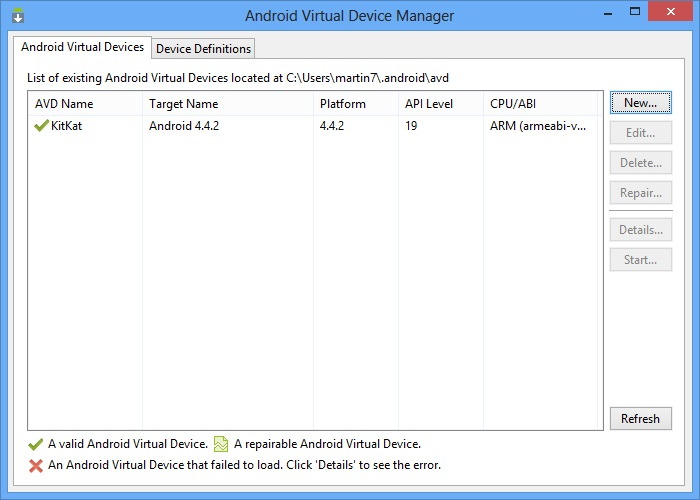 Android Virtual Device Manager
Android Virtual Devices Device Definitions
List of existing Android Virtual Devices located at C:\Users\martin7\.android\avd
AVD Name Target Name Platform API Level CPU/ABI
KitKat Android 4.4.2 4.4.2 19 ARM (armeabi-v...
New...
Edit...
Delete...
Repair...
Details...
Start...
Refresh
A valid Android Virtual Device. A repairable Android Virtual Device.
An Android Virtual Device that failed to load. Click 'Details' to see the error.